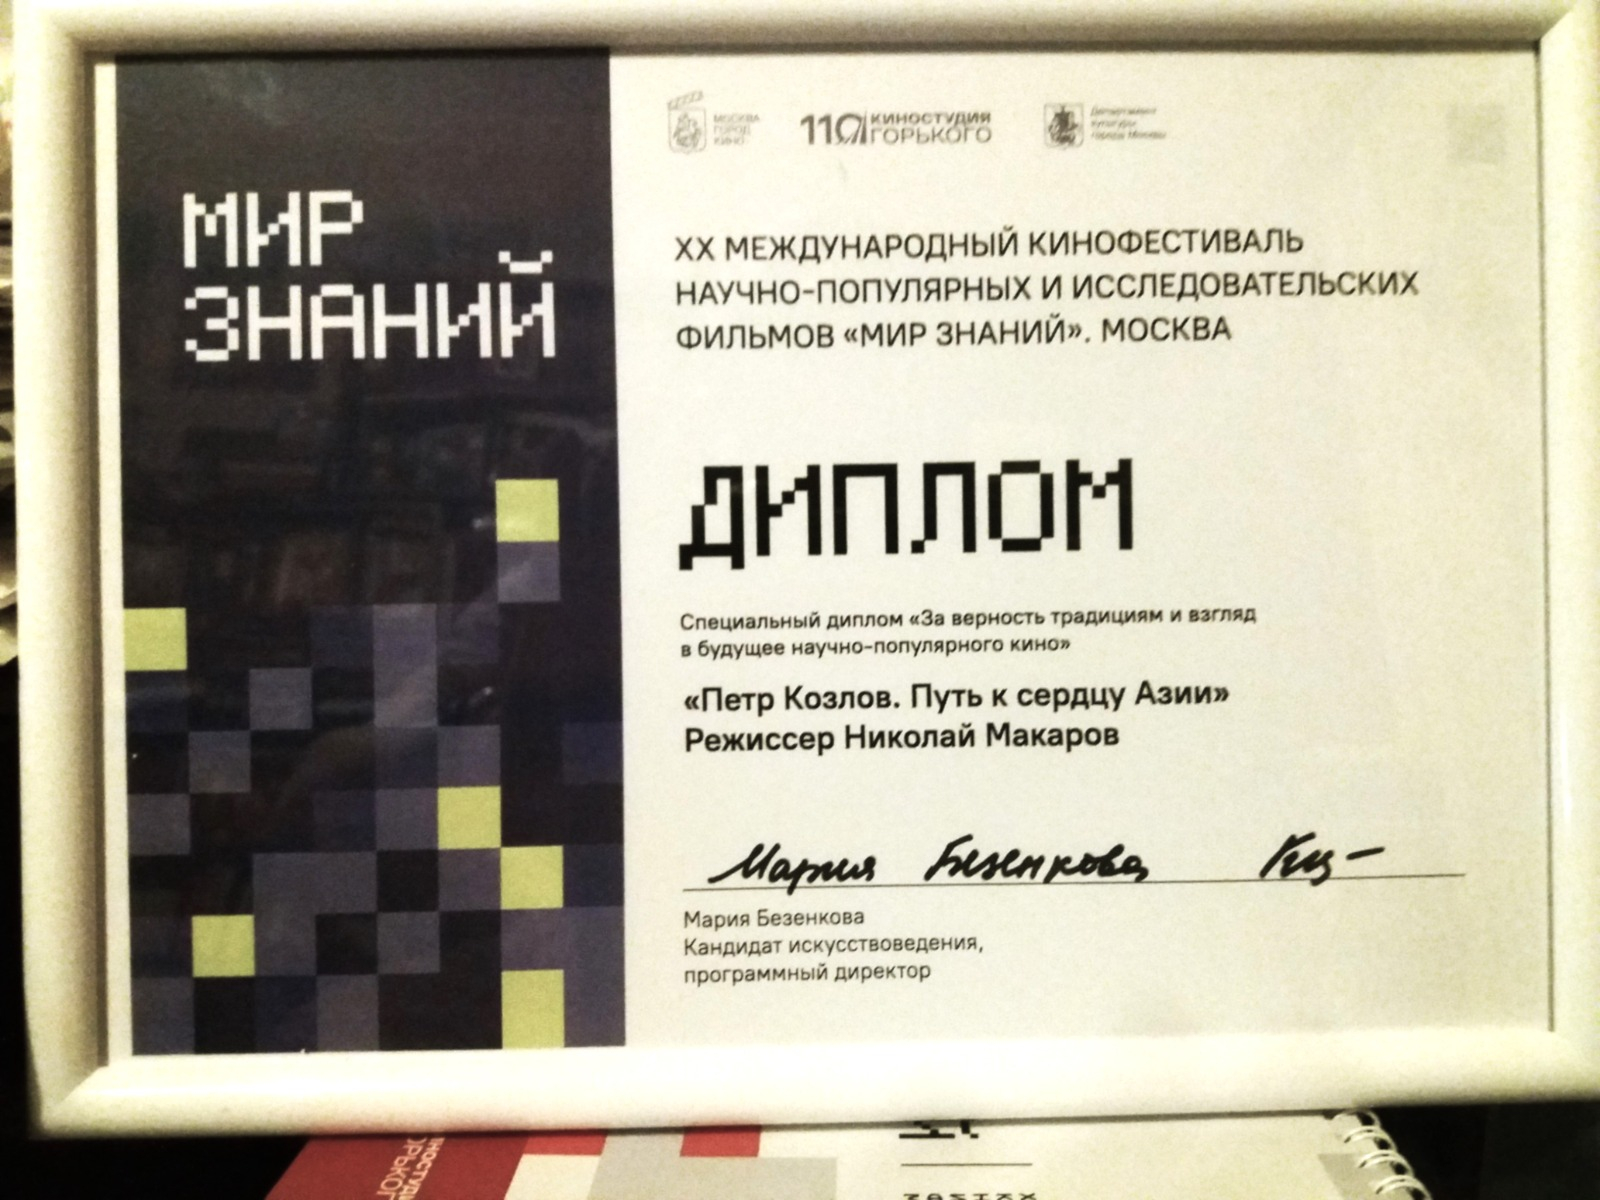 МИР
ЗНАНИЙ
МОСКВА
ГОРОД
КИНО
110 КИНОСТУДИЯ
ГОРЬКОГО
Департамент
культуры
города Москвы
XX МЕЖДУНАРОДНЫЙ КИНОФЕСТИВАЛЬ
НАУЧНО-ПОПУЛЯРНЫХ И ИССЛЕДОВАТЕЛЬСКИХ
ФИЛЬМОВ «МИР ЗНАНИЙ». МОСКВА
ДИПЛОМ
Специальный диплом «За верность традициям и взгляд
в будущее научно-популярного кино»
«Петр Козлов. Путь к сердцу Азии»
Режиссер Николай Макаров
Мария Безенкова
Мария Безенкова
Кандидат искусствоведения,
программный директор